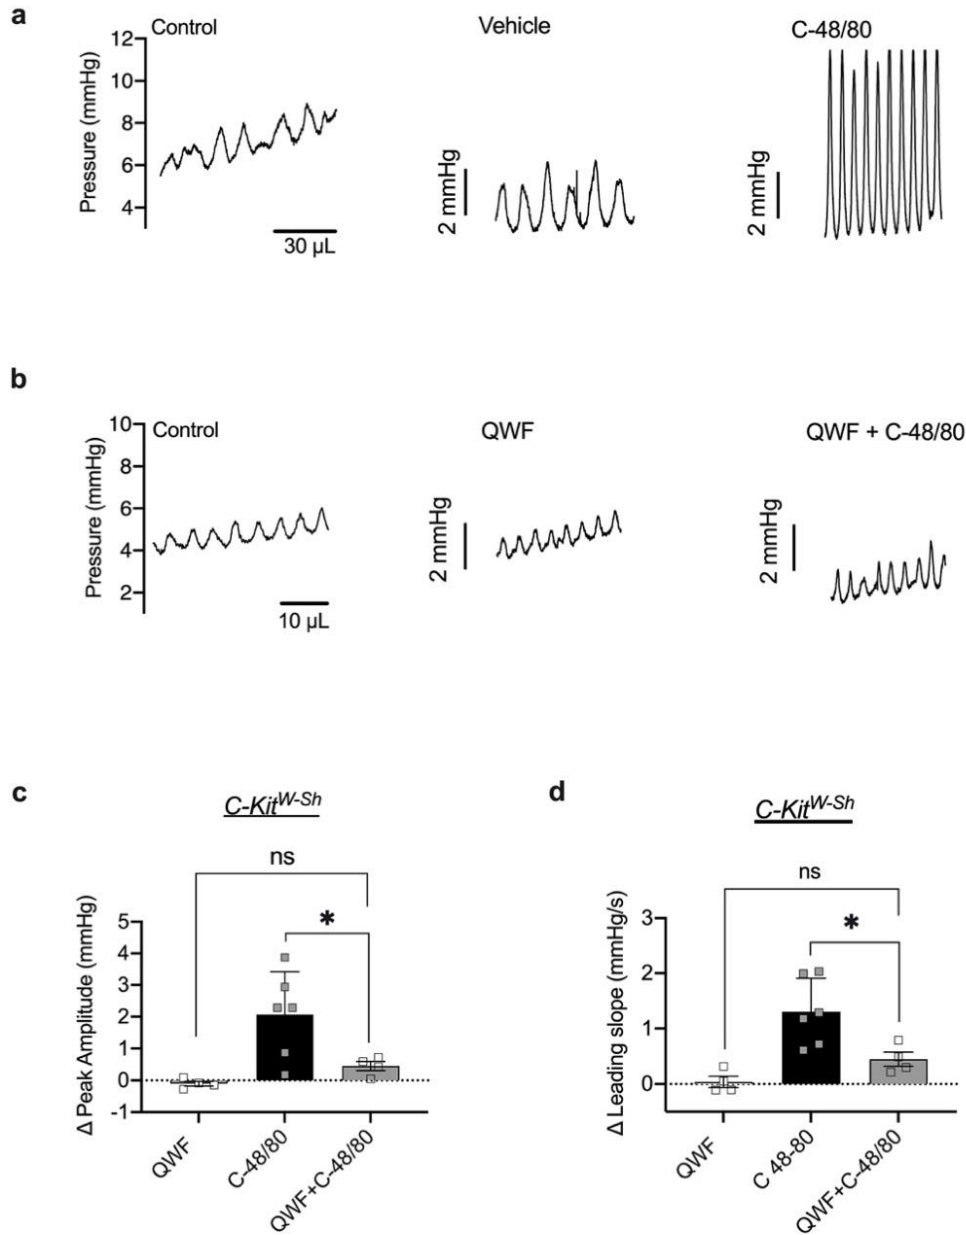 a
Control
Vehicle
C-48/80
12
10
8
6
4
Pressure (mmHg)
30 µL
2 mmHg
2 mmHg
b
Control
QWF
QWF + C-48/80
10
8
6
4
2
Pressure (mmHg)
10 µL
2 mmHg
2 mmHg
c
C-Kit^W-Sh
ns
*
5
4
3
2
1
0
-1
Δ Peak Amplitude (mmHg)
QWF
C-48/80
QWF+C-48/80
d
C-Kit^W-Sh
ns
*
3
2
1
0
Δ Leading slope (mmHg/s)
QWF
C 48-80
QWF+C-48/80